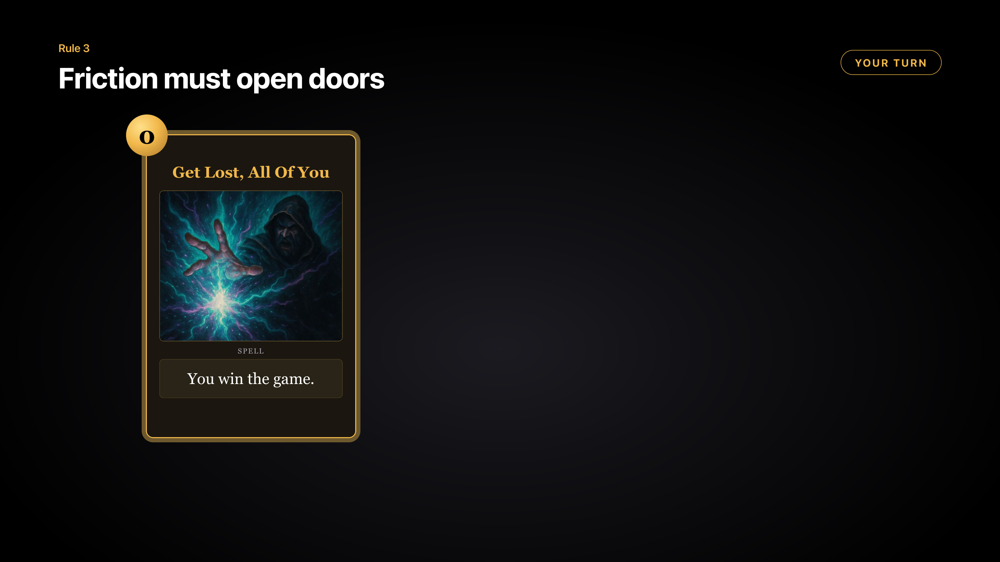 Rule 3
YOUR TURN
Friction must open doors
0
Get Lost, All Of You
SPELL
You win the game.